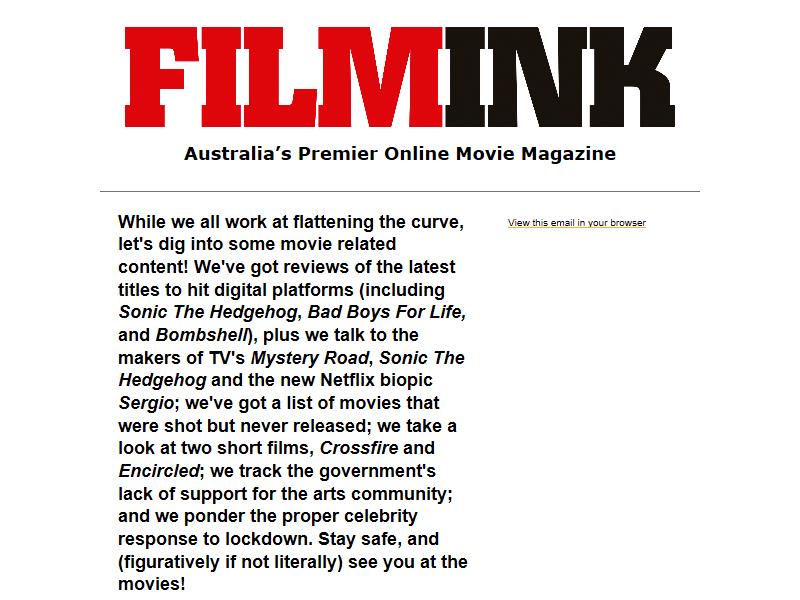 FILMINK
Australia’s Premier Online Movie Magazine
While we all work at flattening the curve,
let's dig into some movie related
content! We've got reviews of the latest
titles to hit digital platforms (including
Sonic The Hedgehog, Bad Boys For Life,
and Bombshell), plus we talk to the
makers of TV's Mystery Road, Sonic The
Hedgehog and the new Netflix biopic
Sergio; we've got a list of movies that
were shot but never released; we take a
look at two short films, Crossfire and
Encircled; we track the government's
lack of support for the arts community;
and we ponder the proper celebrity
response to lockdown. Stay safe, and
(figuratively if not literally) see you at the
movies!
View this email in your browser